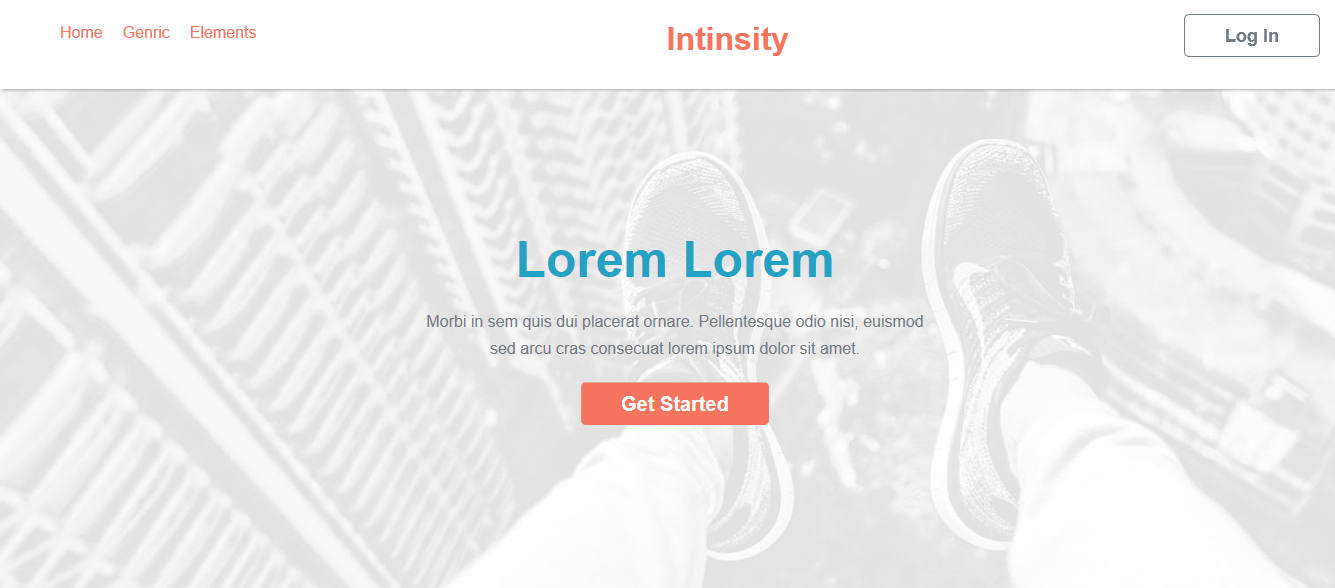 Home Genric Elements
Intinsity
Log In
Lorem Lorem
Morbi in sem quis dui placerat ornare. Pellentesque odio nisi, euismod
sed arcu cras consecuat lorem ipsum dolor sit amet.
Get Started